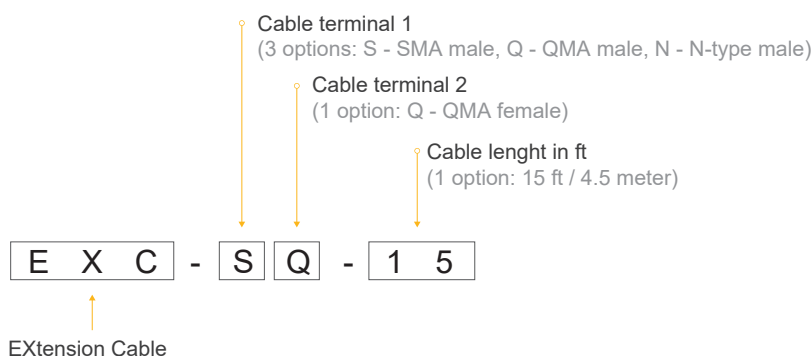 Cable terminal 1
(3 options: S - SMA male, Q - QMA male, N - N-type male)
Cable terminal 2
(1 option: Q - QMA female)
Cable lenght in ft
(1 option: 15 ft / 4.5 meter)
E X C - S Q - 1 5
EXtension Cable